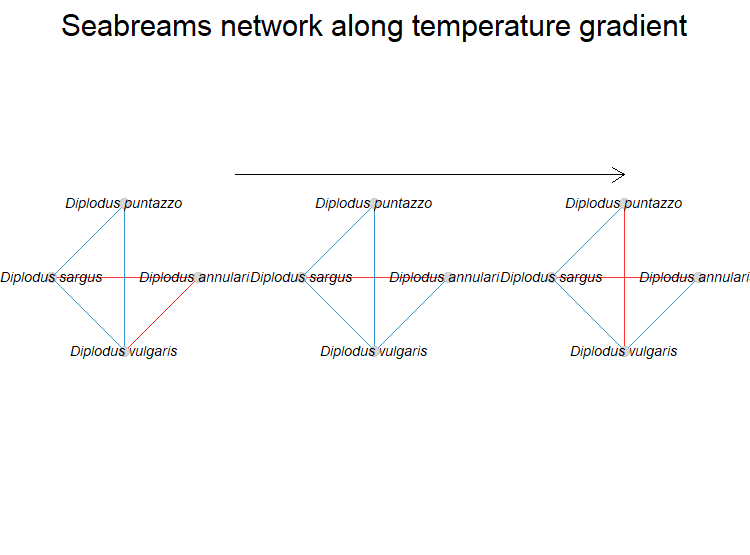 Seabreams network along temperature gradient
Diplodus puntazzo Diplodus puntazzo Diplodus puntazzo
Diplodus sargus Diplodus annulari Diplodus sargus Diplodus annulari Diplodus sargus Diplodus annulari
Diplodus vulgaris Diplodus vulgaris Diplodus vulgaris